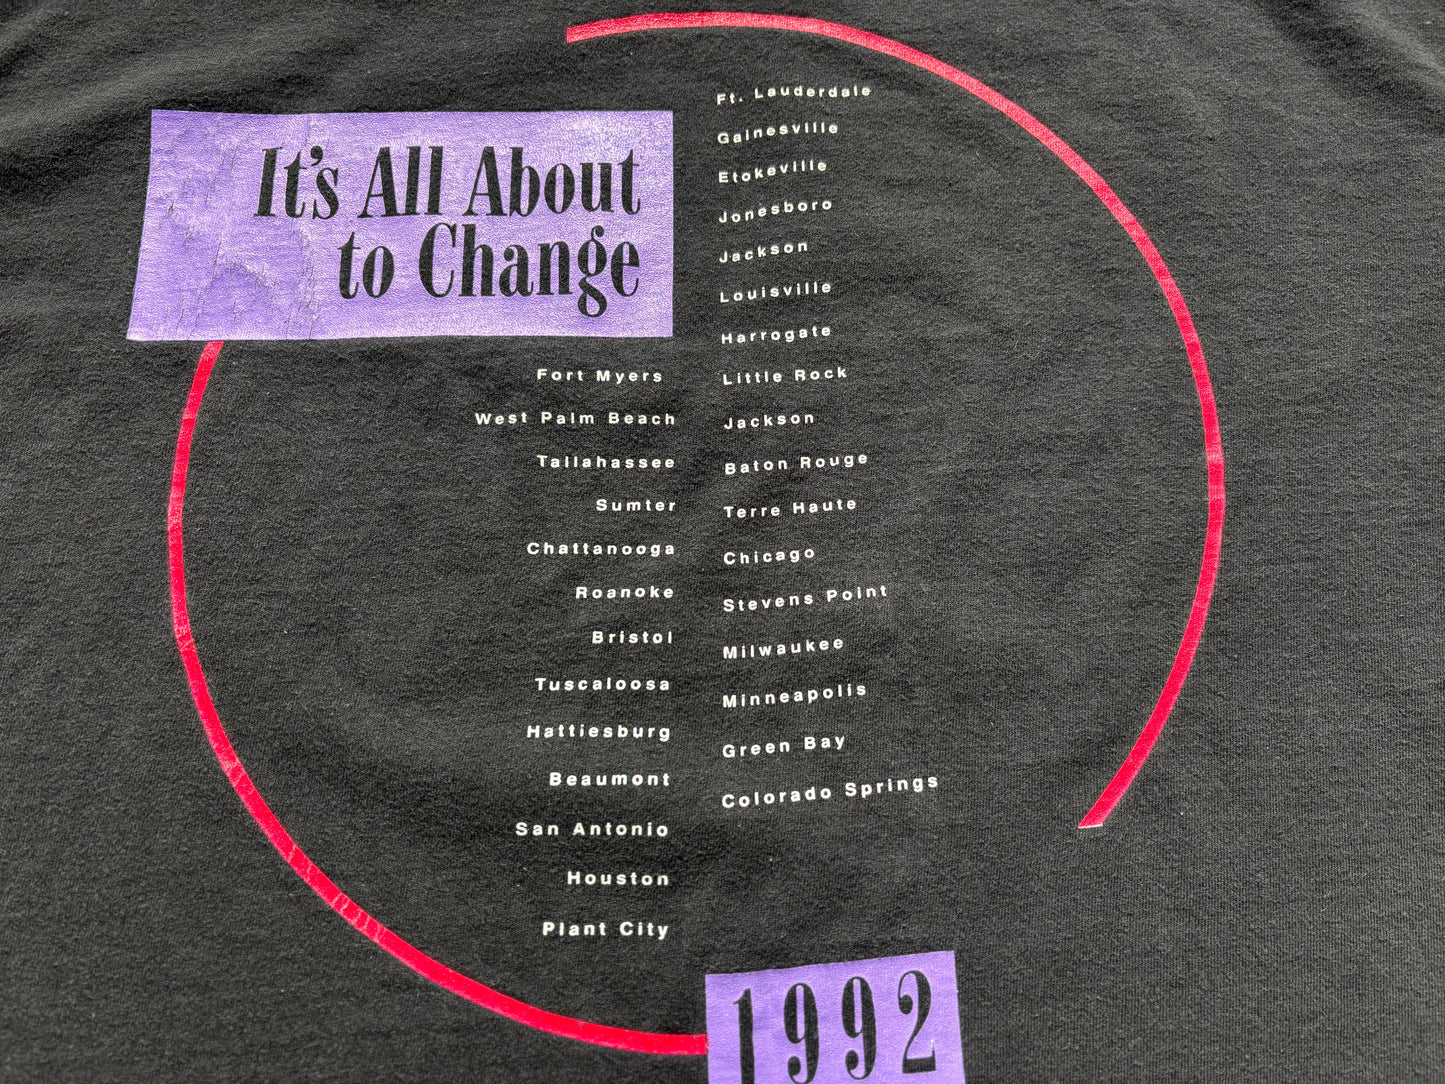 It's All About
to Change
Fort Myers
West Palm Beach
Tallahassee
Sumter
Chattanooga
Roanoke
Bristol
Tuscaloosa
Hattiesburg
Beaumont
San Antonio
Houston
Plant City
Ft. Lauderdale
Gainesville
Etokeville
Jonesboro
Jackson
Louisville
Harrogate
Little Rock
Jackson
Baton Rouge
Terre Haute
Chicago
Stevens Point
Milwaukee
Minneapolis
Green Bay
Colorado Springs
1992